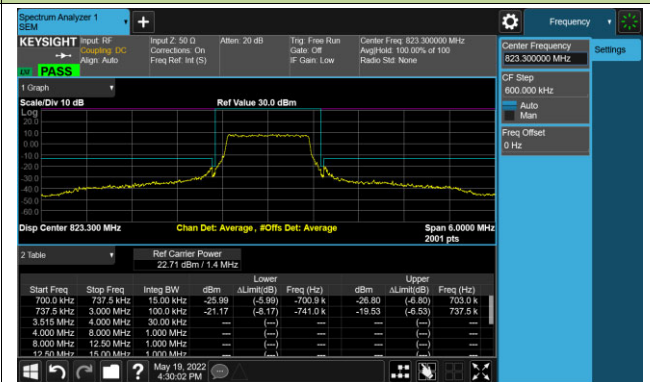 Spectrum Analyzer 1
SEM
Frequency
KEYSIGHT Input: RF
Coupling: DC
Align: Auto
Input Z: 50 Ω
Corrections: On
Freq Ref: Int (S)
Atten: 20 dB
Trig: Free Run
Gate: Off
IF Gain: Low
Center Freq: 823.300000 MHz
Avg|Hold: 100.00% of 100
Radio Std: None
PASS
Center Frequency
823.300000 MHz
Settings
CF Step
600.000 kHz
Auto
Man
Freq Offset
0 Hz
1 Graph
Scale/Div 10 dB
Ref Value 30.0 dBm
Log
20.0
10.0
0.00
-10.0
-20.0
-30.0
-40.0
-50.0
-60.0
Disp Center 823.300 MHz
Chan Det: Average, #Offs Det: Average
Span 6.0000 MHz
2001 pts
2 Table
Ref Carrier Power
22.71 dBm / 1.4 MHz
Lower Upper
Start Freq Stop Freq Integ BW dBm ΔLimit(dB) Freq (Hz) dBm ΔLimit(dB) Freq (Hz)
700.0 kHz 737.5 kHz 15.00 kHz -25.99 (-5.99) -700.9 k -26.80 (-6.80) 703.0 k
737.5 kHz 3.000 MHz 100.0 kHz -21.17 (-8.17) -741.0 k -19.53 (-6.53) 737.5 k
3.515 MHz 4.000 MHz 30.00 kHz --- (---) --- --- (---) ---
4.000 MHz 8.000 MHz 1.000 MHz --- (---) --- --- (---) ---
8.000 MHz 12.50 MHz 1.000 MHz --- (---) --- --- (---) ---
12.50 MHz 15.00 MHz 1.000 MHz --- (---) --- --- (---) ---
May 19, 2022
4:30:02 PM